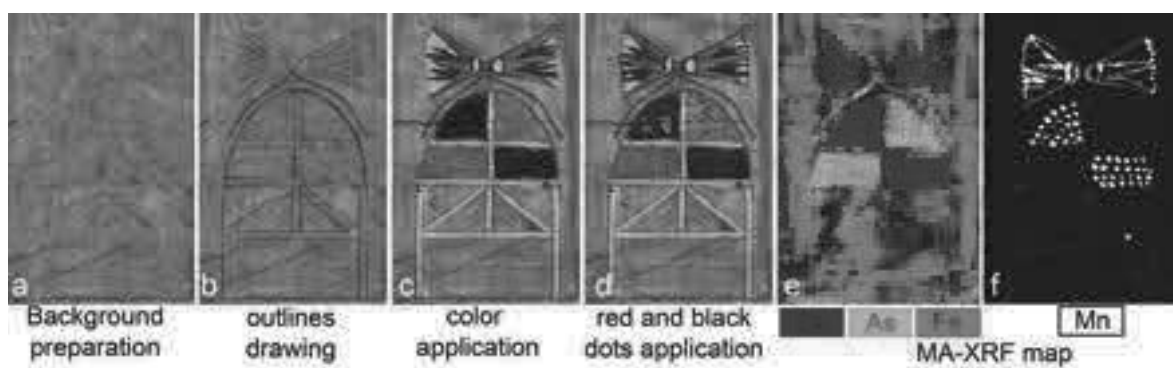 a b c d e f
Background preparation
outlines drawing
color application
red and black dots application
As Fe
Mn
MA-XRF map